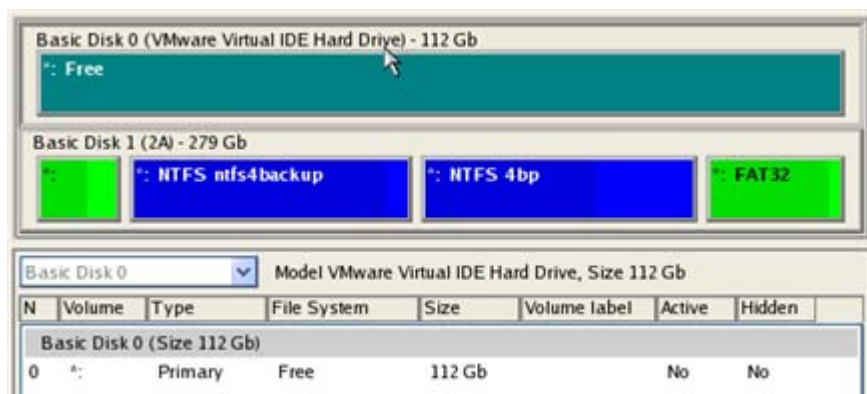 Basic Disk 0 (VMware Virtual IDE Hard Drive) - 112 Gb
*: Free
Basic Disk 1 (2A) - 279 Gb
*: *: NTFS ntfs4backup *: NTFS 4bp *: FAT32
Basic Disk 0 Model VMware Virtual IDE Hard Drive, Size 112 Gb
N Volume Type File System Size Volume label Active Hidden
Basic Disk 0 (Size 112 Gb)
0 *: Primary Free 112 Gb No No